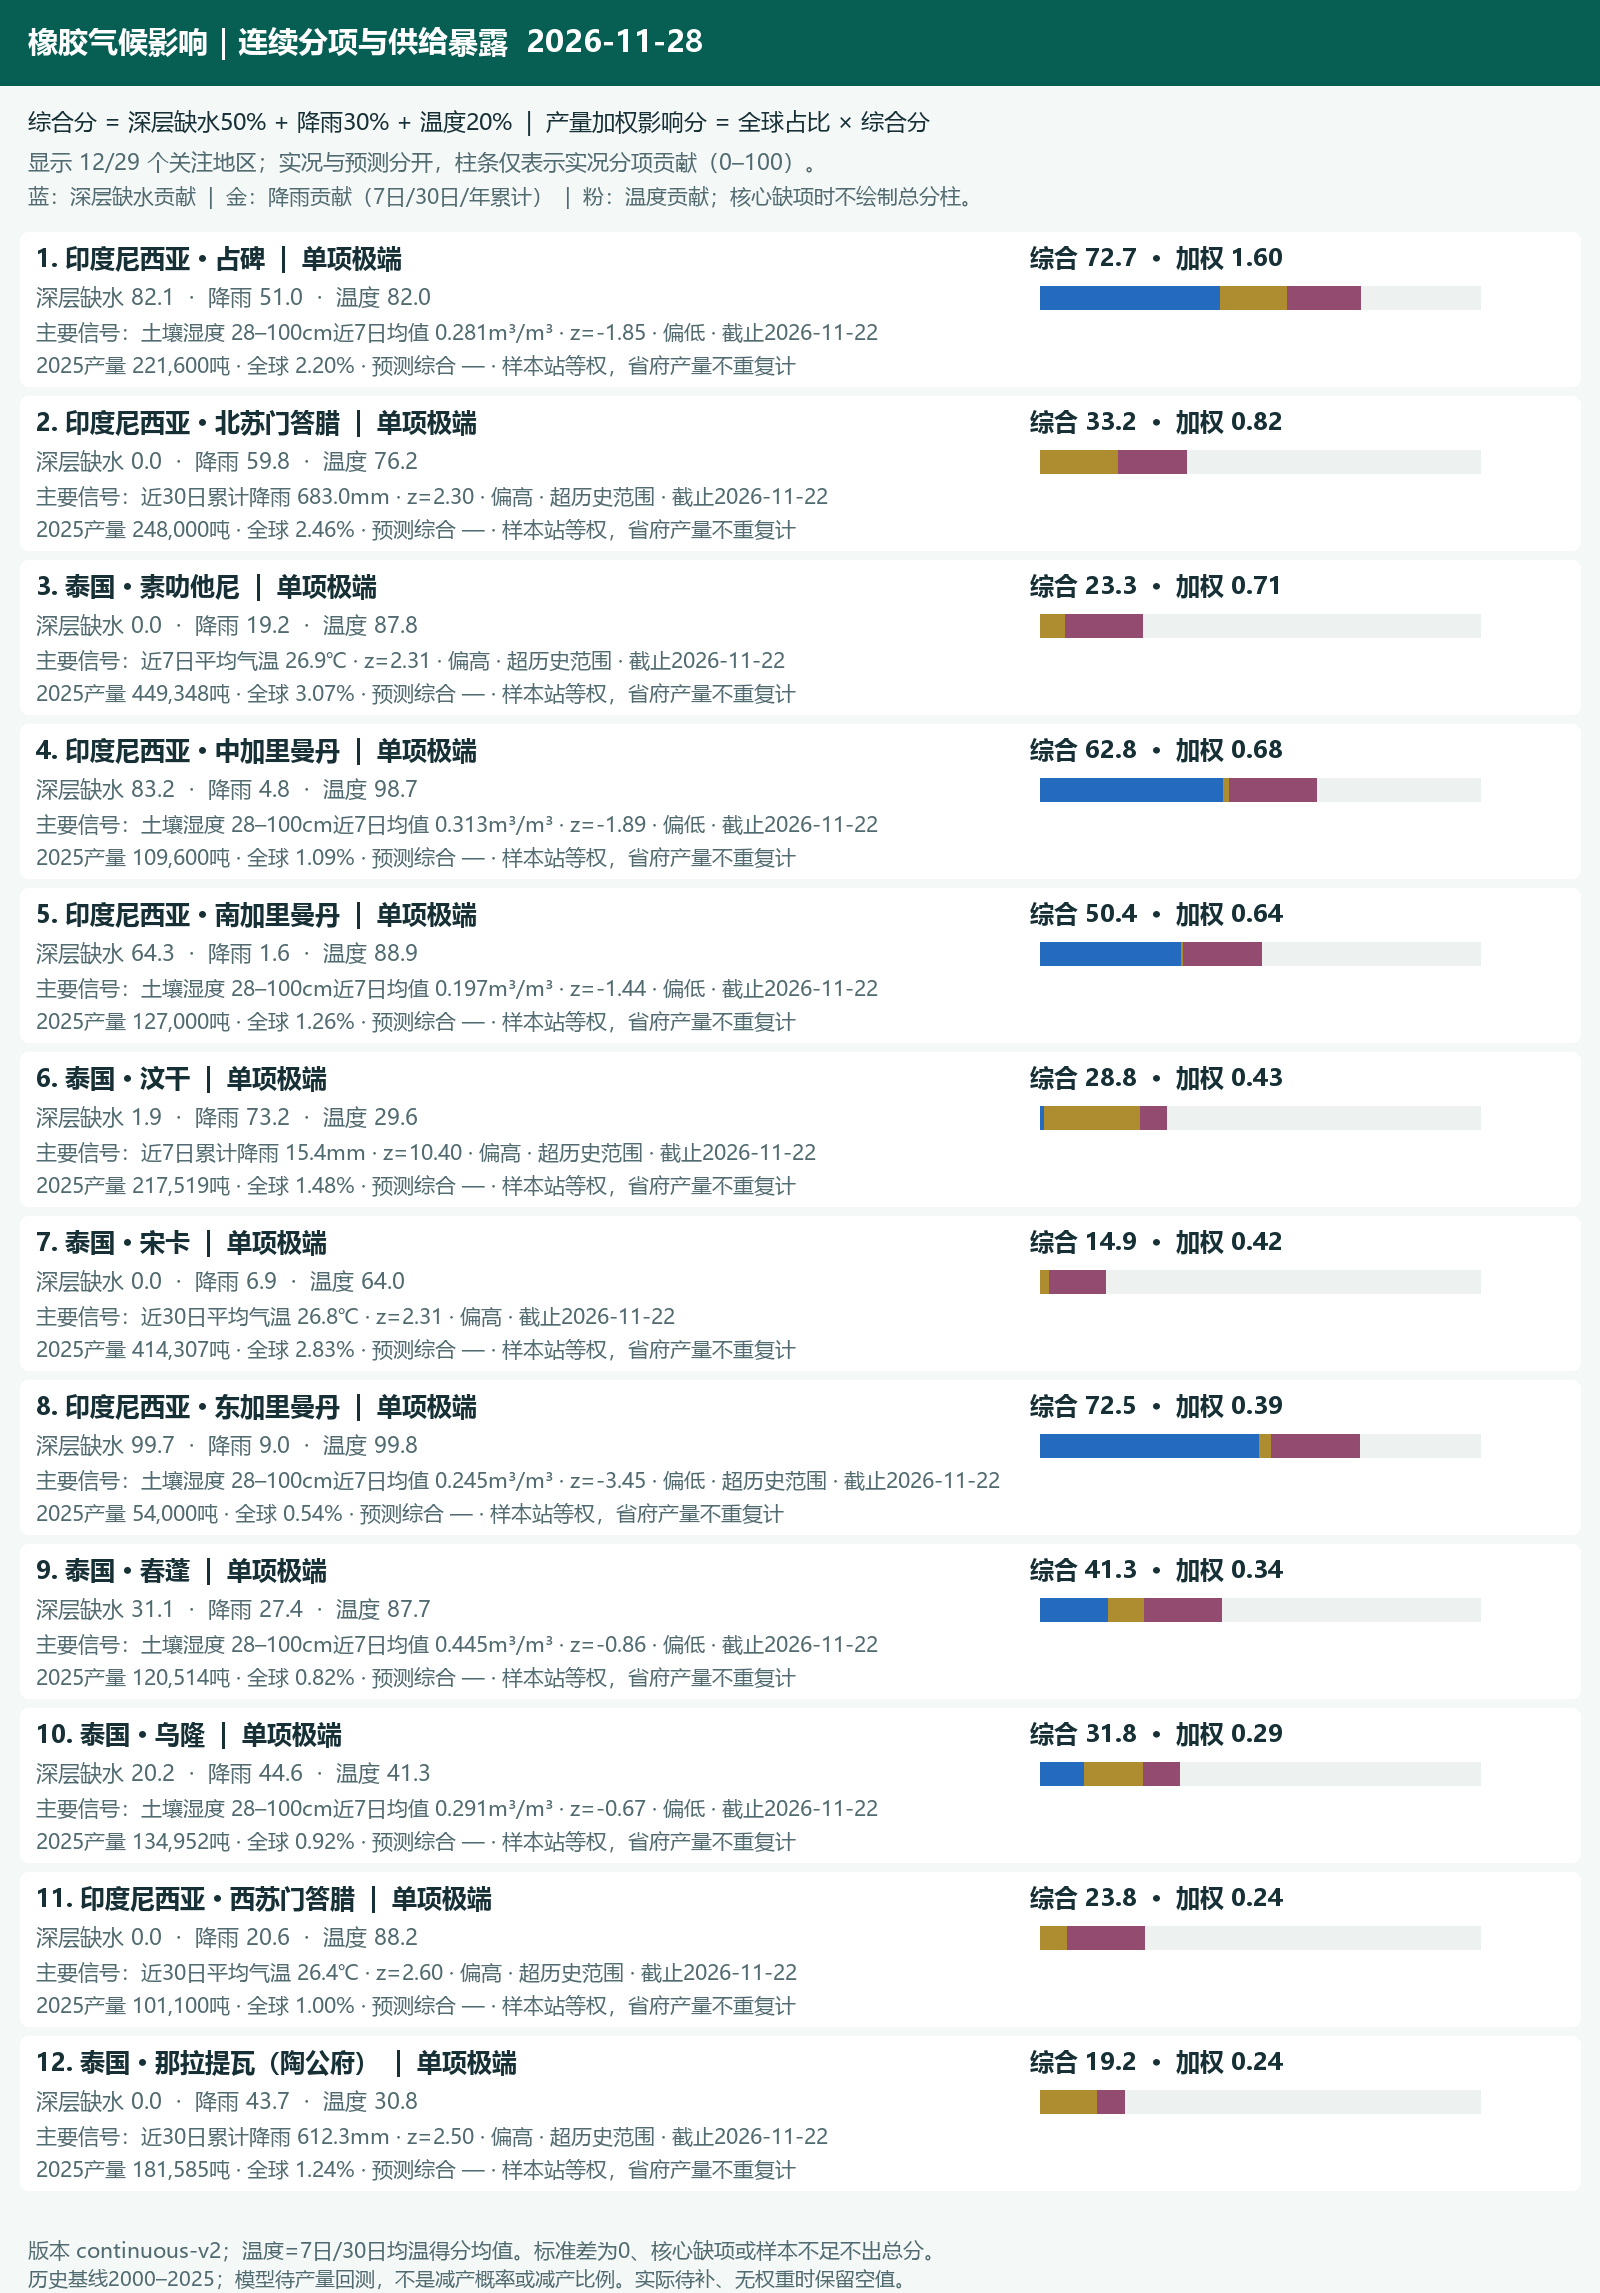 橡胶气候影响｜连续分项与供给暴露 2026-11-28
综合分 = 深层缺水50% + 降雨30% + 温度20% ｜ 产量加权影响分 = 全球占比 × 综合分
显示 12/29 个关注地区；实况与预测分开，柱条仅表示实况分项贡献（0–100）。
蓝：深层缺水贡献 ｜ 金：降雨贡献（7日/30日/年累计） ｜ 粉：温度贡献；核心缺项时不绘制总分柱。
1. 印度尼西亚 • 占碑 ｜ 单项极端
综合 72.7 • 加权 1.60
深层缺水 82.1 · 降雨 51.0 · 温度 82.0
主要信号：土壤湿度 28–100cm近7日均值 0.281m³/m³ · z=-1.85 · 偏低 · 截止2026-11-22
2025产量 221,600吨 · 全球 2.20% · 预测综合 — · 样本站等权，省府产量不重复计
2. 印度尼西亚 • 北苏门答腊 ｜ 单项极端
综合 33.2 • 加权 0.82
深层缺水 0.0 · 降雨 59.8 · 温度 76.2
主要信号：近30日累计降雨 683.0mm · z=2.30 · 偏高 · 超历史范围 · 截止2026-11-22
2025产量 248,000吨 · 全球 2.46% · 预测综合 — · 样本站等权，省府产量不重复计
3. 泰国 • 素叻他尼 ｜ 单项极端
综合 23.3 • 加权 0.71
深层缺水 0.0 · 降雨 19.2 · 温度 87.8
主要信号：近7日平均气温 26.9℃ · z=2.31 · 偏高 · 超历史范围 · 截止2026-11-22
2025产量 449,348吨 · 全球 3.07% · 预测综合 — · 样本站等权，省府产量不重复计
4. 印度尼西亚 • 中加里曼丹 ｜ 单项极端
综合 62.8 • 加权 0.68
深层缺水 83.2 · 降雨 4.8 · 温度 98.7
主要信号：土壤湿度 28–100cm近7日均值 0.313m³/m³ · z=-1.89 · 偏低 · 截止2026-11-22
2025产量 109,600吨 · 全球 1.09% · 预测综合 — · 样本站等权，省府产量不重复计
5. 印度尼西亚 • 南加里曼丹 ｜ 单项极端
综合 50.4 • 加权 0.64
深层缺水 64.3 · 降雨 1.6 · 温度 88.9
主要信号：土壤湿度 28–100cm近7日均值 0.197m³/m³ · z=-1.44 · 偏低 · 截止2026-11-22
2025产量 127,000吨 · 全球 1.26% · 预测综合 — · 样本站等权，省府产量不重复计
6. 泰国 • 汶干 ｜ 单项极端
综合 28.8 • 加权 0.43
深层缺水 1.9 · 降雨 73.2 · 温度 29.6
主要信号：近7日累计降雨 15.4mm · z=10.40 · 偏高 · 超历史范围 · 截止2026-11-22
2025产量 217,519吨 · 全球 1.48% · 预测综合 — · 样本站等权，省府产量不重复计
7. 泰国 • 宋卡 ｜ 单项极端
综合 14.9 • 加权 0.42
深层缺水 0.0 · 降雨 6.9 · 温度 64.0
主要信号：近30日平均气温 26.8℃ · z=2.31 · 偏高 · 截止2026-11-22
2025产量 414,307吨 · 全球 2.83% · 预测综合 — · 样本站等权，省府产量不重复计
8. 印度尼西亚 • 东加里曼丹 ｜ 单项极端
综合 72.5 • 加权 0.39
深层缺水 99.7 · 降雨 9.0 · 温度 99.8
主要信号：土壤湿度 28–100cm近7日均值 0.245m³/m³ · z=-3.45 · 偏低 · 超历史范围 · 截止2026-11-22
2025产量 54,000吨 · 全球 0.54% · 预测综合 — · 样本站等权，省府产量不重复计
9. 泰国 • 春蓬 ｜ 单项极端
综合 41.3 • 加权 0.34
深层缺水 31.1 · 降雨 27.4 · 温度 87.7
主要信号：土壤湿度 28–100cm近7日均值 0.445m³/m³ · z=-0.86 · 偏低 · 截止2026-11-22
2025产量 120,514吨 · 全球 0.82% · 预测综合 — · 样本站等权，省府产量不重复计
10. 泰国 • 乌隆 ｜ 单项极端
综合 31.8 • 加权 0.29
深层缺水 20.2 · 降雨 44.6 · 温度 41.3
主要信号：土壤湿度 28–100cm近7日均值 0.291m³/m³ · z=-0.67 · 偏低 · 截止2026-11-22
2025产量 134,952吨 · 全球 0.92% · 预测综合 — · 样本站等权，省府产量不重复计
11. 印度尼西亚 • 西苏门答腊 ｜ 单项极端
综合 23.8 • 加权 0.24
深层缺水 0.0 · 降雨 20.6 · 温度 88.2
主要信号：近30日平均气温 26.4℃ · z=2.60 · 偏高 · 超历史范围 · 截止2026-11-22
2025产量 101,100吨 · 全球 1.00% · 预测综合 — · 样本站等权，省府产量不重复计
12. 泰国 • 那拉提瓦（陶公府） ｜ 单项极端
综合 19.2 • 加权 0.24
深层缺水 0.0 · 降雨 43.7 · 温度 30.8
主要信号：近30日累计降雨 612.3mm · z=2.50 · 偏高 · 超历史范围 · 截止2026-11-22
2025产量 181,585吨 · 全球 1.24% · 预测综合 — · 样本站等权，省府产量不重复计
版本 continuous-v2；温度=7日/30日均温得分均值。标准差为0、核心缺项或样本不足不出总分。
历史基线2000–2025；模型待产量回测，不是减产概率或减产比例。实际待补、无权重时保留空值。